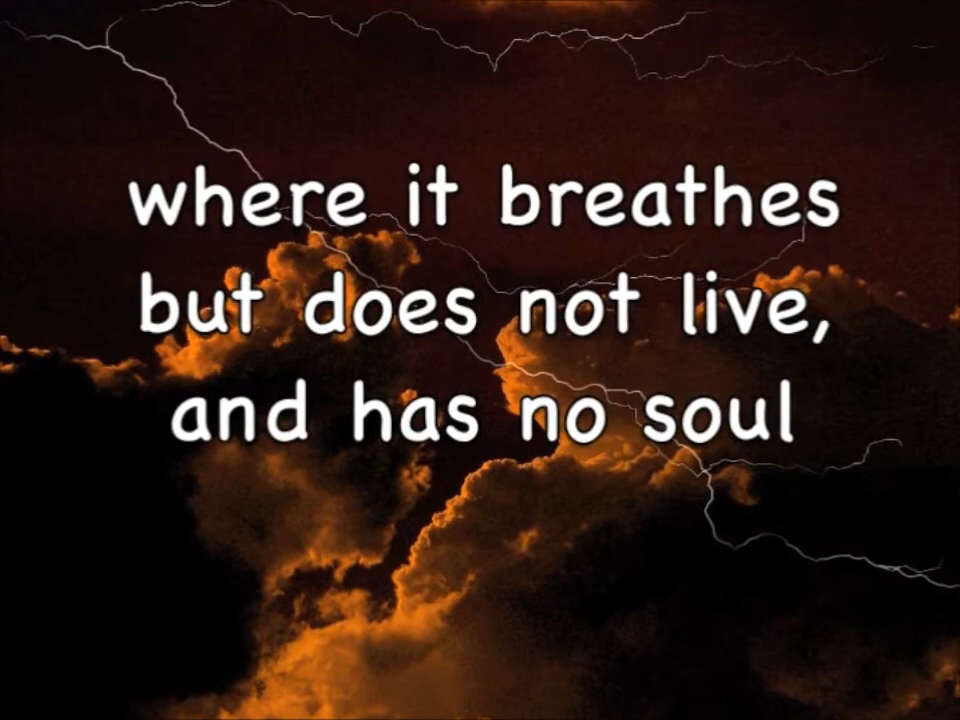 where it breathes
but does not live,
and has no soul